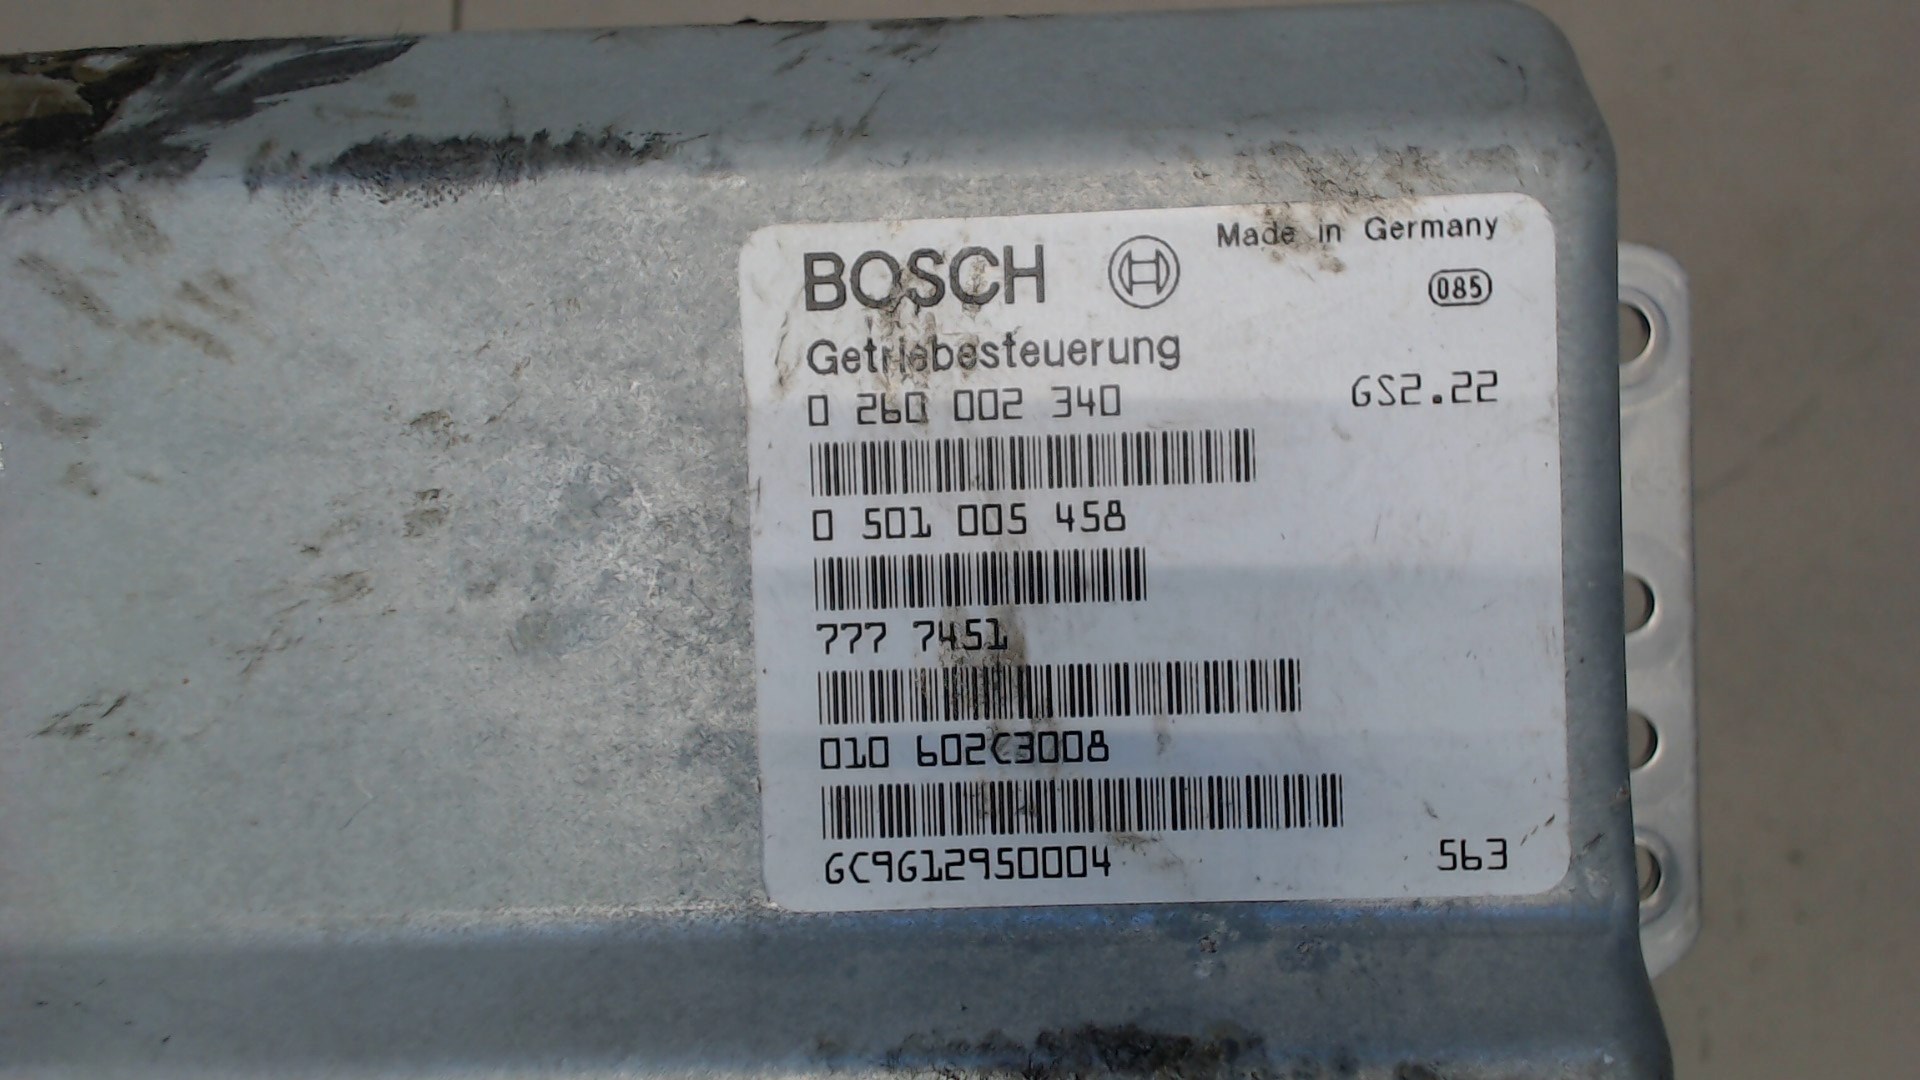 BOSCH Made in Germany
085
Getriebesteuerung
0 260 002 340 GS2.22
0 501 005 458
777 7451
010 602C3008
GC9G12950004 563